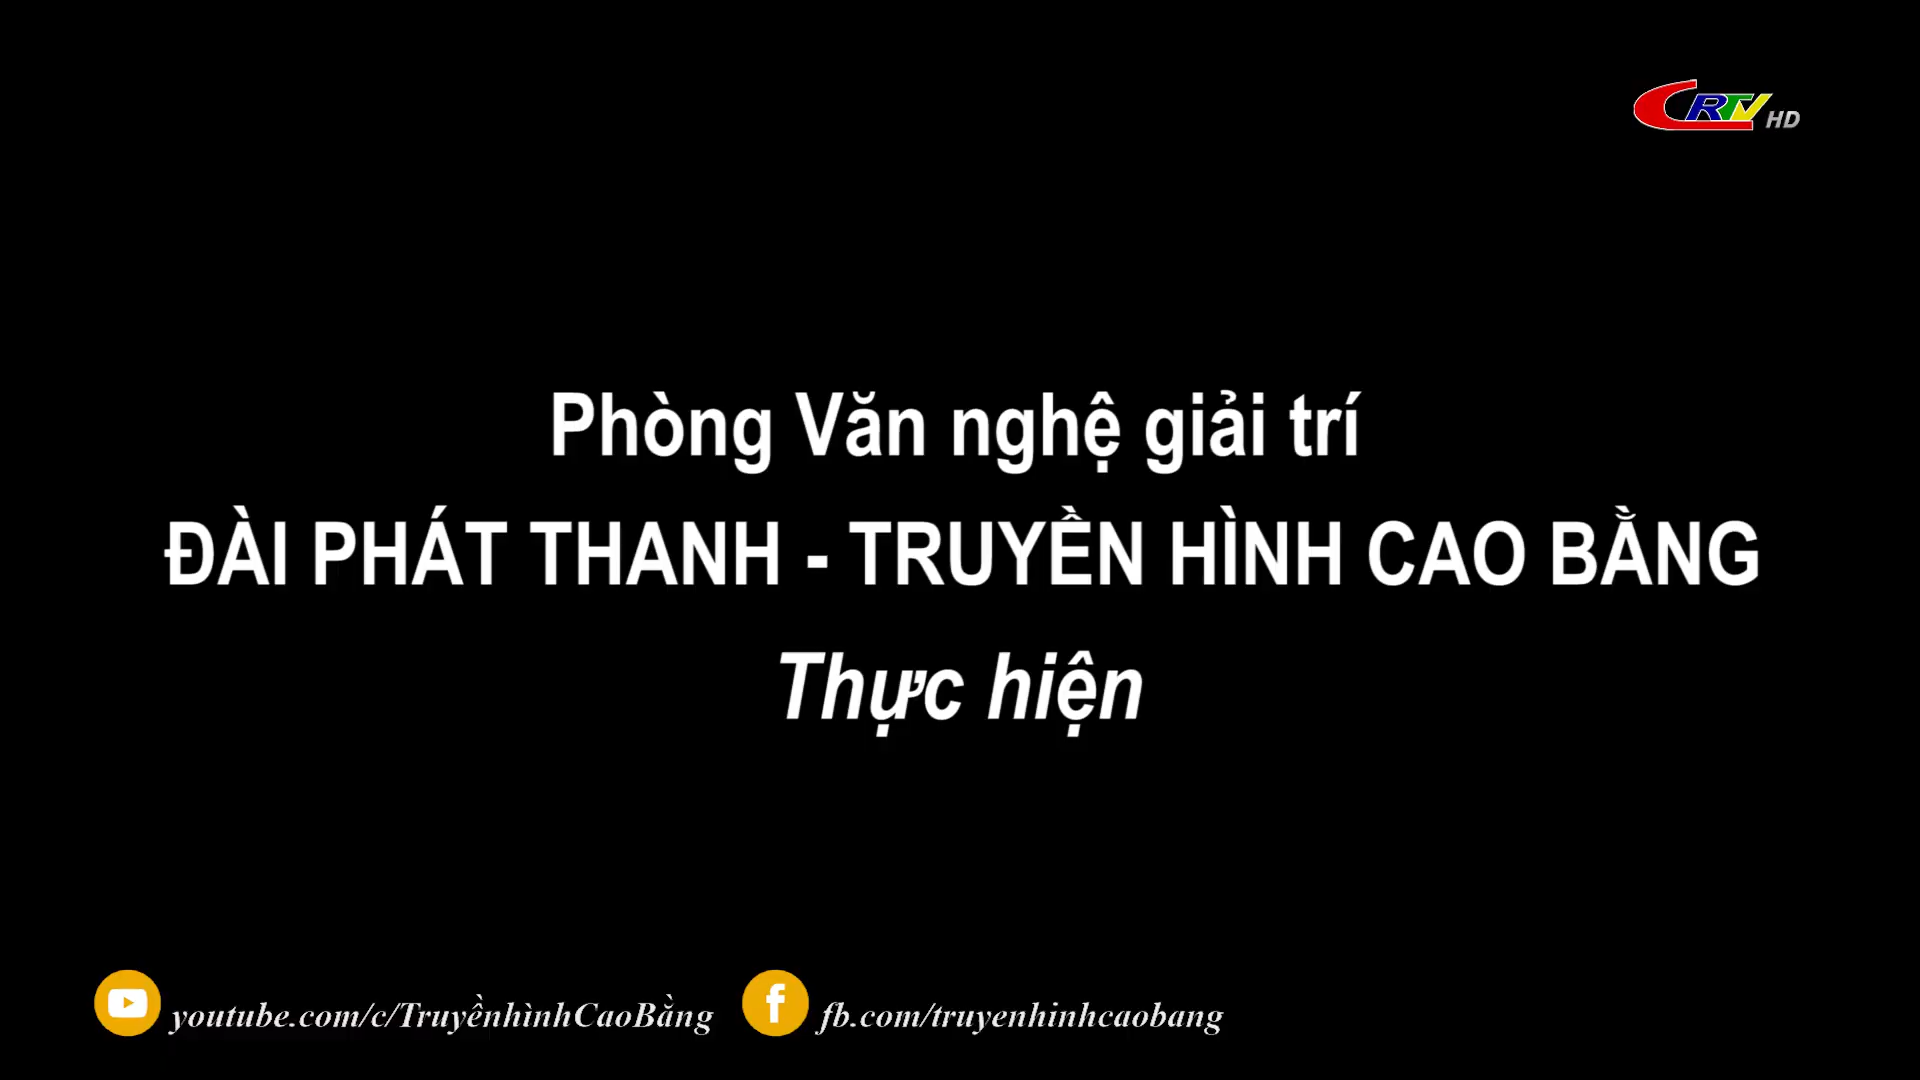 CRTV HD
Phòng Văn nghệ giải trí
ĐÀI PHÁT THANH - TRUYỀN HÌNH CAO BẰNG
Thực hiện
youtube.com/c/TruyềnhìnhCaoBằng fb.com/truyenhinhcaobang